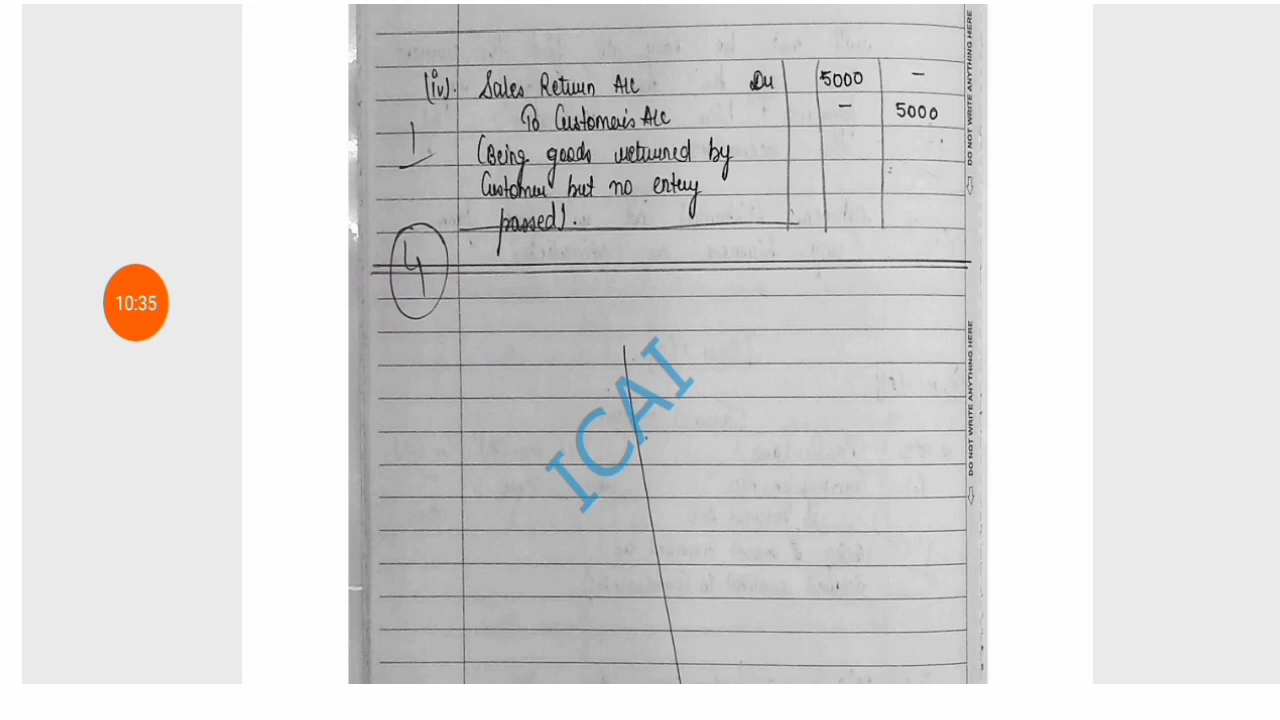 (iv). Sales Return A/c Dr 5000 -
To Customer's A/c - 5000
1
(Being goods returned by
Customer but no entry
passed).
4
10:35
ICAI
DO NOT WRITE ANYTHING HERE
DO NOT WRITE ANYTHING HERE